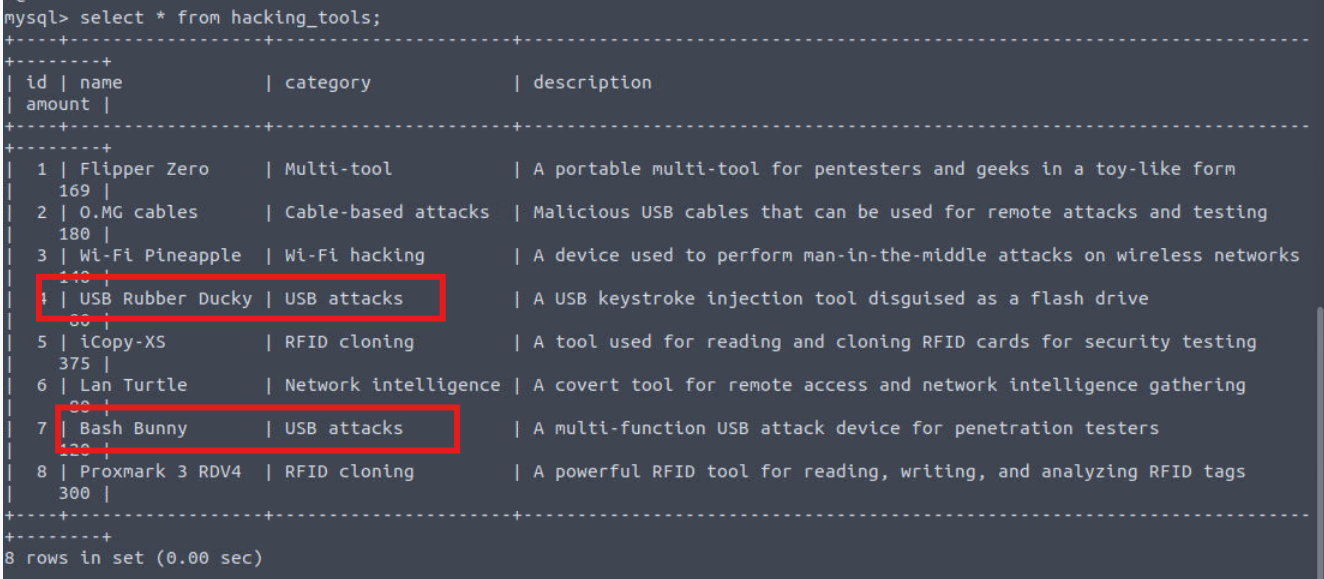 mysql> select * from hacking_tools;
+----+------------------+----------------------+-------------------------------------------------------------------------
+--------+
| id | name             | category             | description
| amount |
+----+------------------+----------------------+-------------------------------------------------------------------------
+--------+
|  1 | Flipper Zero     | Multi-tool           | A portable multi-tool for pentesters and geeks in a toy-like form
|    169 |
|  2 | O.MG cables      | Cable-based attacks  | Malicious USB cables that can be used for remote attacks and testing
|    180 |
|  3 | Wi-Fi Pineapple  | Wi-Fi hacking        | A device used to perform man-in-the-middle attacks on wireless networks
|    140 |
|  4 | USB Rubber Ducky | USB attacks          | A USB keystroke injection tool disguised as a flash drive
|     80 |
|  5 | iCopy-XS         | RFID cloning         | A tool used for reading and cloning RFID cards for security testing
|    375 |
|  6 | Lan Turtle       | Network intelligence | A covert tool for remote access and network intelligence gathering
|     80 |
|  7 | Bash Bunny       | USB attacks          | A multi-function USB attack device for penetration testers
|    120 |
|  8 | Proxmark 3 RDV4  | RFID cloning         | A powerful RFID tool for reading, writing, and analyzing RFID tags
|    300 |
+----+------------------+----------------------+-------------------------------------------------------------------------
+--------+
8 rows in set (0.00 sec)